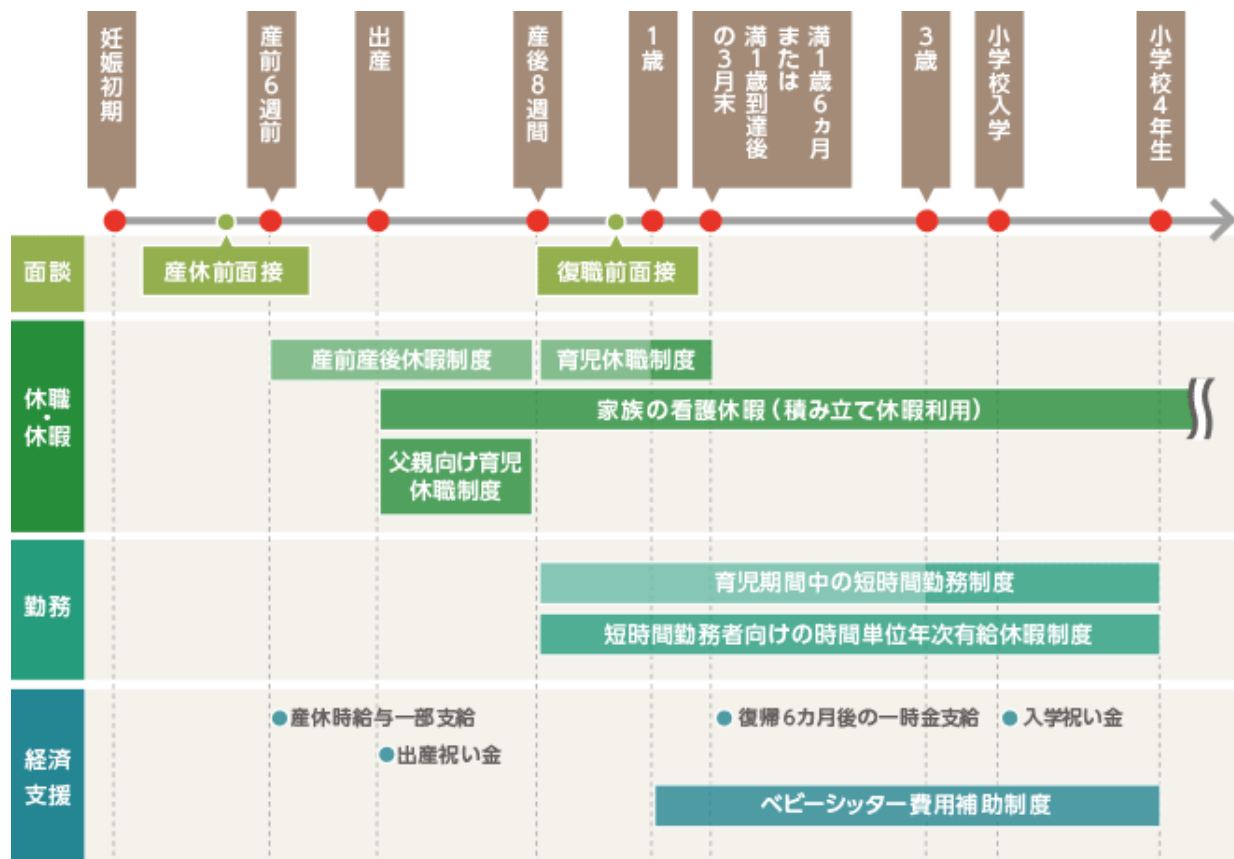 妊娠初期
産前6週前
出産
産後8週間
1歳
満1歳6ヵ月
または
満1歳到達後
の3月末
3歳
小学校入学
小学校4年生
面談
産休前面接
復職前面接
休職
・
休暇
産前産後休暇制度
育児休職制度
家族の看護休暇（積み立て休暇利用）
父親向け育児
休職制度
勤務
育児期間中の短時間勤務制度
短時間勤務者向けの時間単位年次有給休暇制度
経済
支援
産休時給与一部支給
復帰6カ月後の一時金支給
入学祝い金
出産祝い金
ベビーシッター費用補助制度